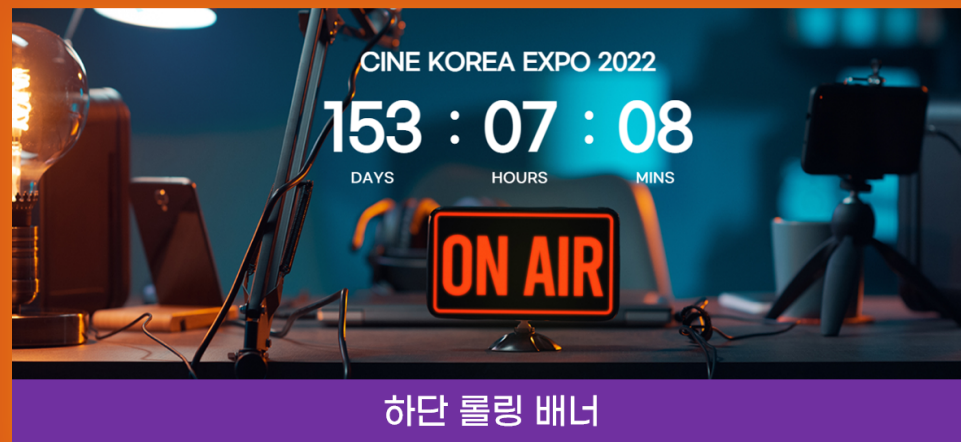 CINE KOREA EXPO 2022
153 : 07 : 08
DAYS HOURS MINS
ON AIR
하단 롤링 배너